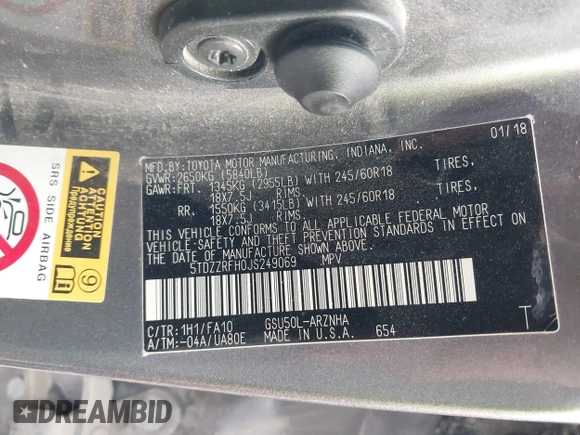 MFD.BY:TOYOTA MOTOR MANUFACTURING, INDIANA, INC. 01/18
GVWR:2650KG (5840LB)
GAWR:FRT. 1345KG (2955LB) WITH 245/60R18 TIRES,
18X7.5J RIMS
RR. 1550KG (3415LB) WITH 245/60R18 TIRES,
18X7.5J RIMS.
THIS VEHICLE CONFORMS TO ALL APPLICABLE FEDERAL MOTOR
VEHICLE SAFETY AND THEFT PREVENTION STANDARDS IN EFFECT ON
THE DATE OF MANUFACTURE SHOWN ABOVE.
5TDZZRFH0JS249069 MPV
C/TR:1H1/FA10 GSU50L-ARZNHA
A/TM:-04A/UA80E MADE IN U.S.A. 654 T
SRS SIDE AIRBAG
ATTENTION
ACHTUNG
Предупреждение
9
DREAMBID